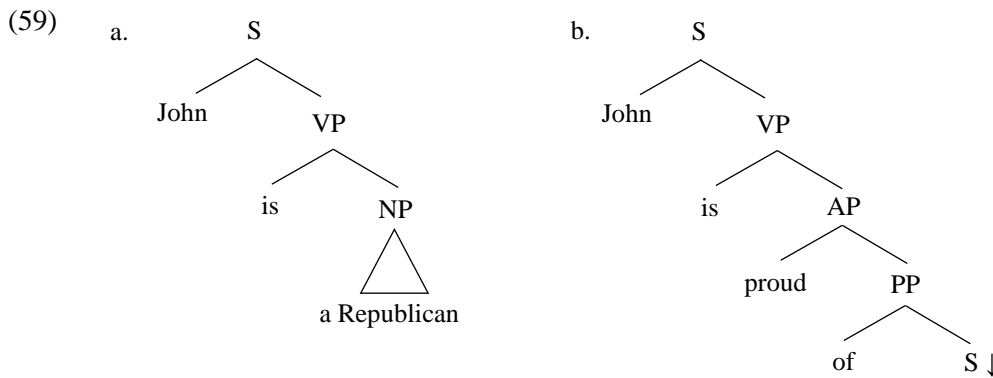 (59) a. S b. S
John John
VP VP
is is
NP AP
a Republican proud PP
of S ↓